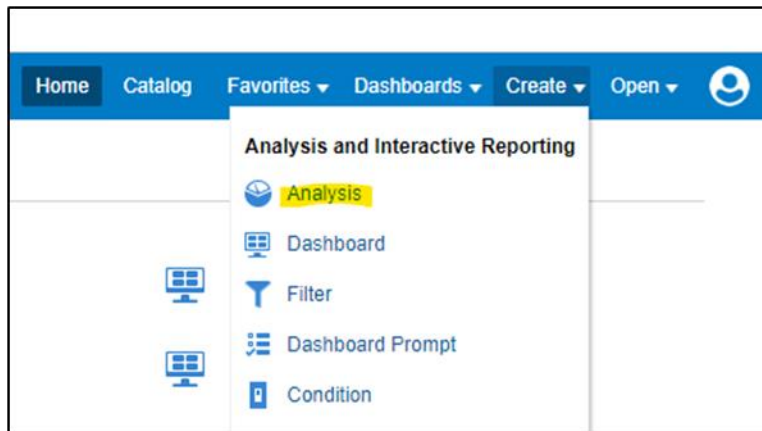 Home Catalog Favorites Dashboards Create Open
Analysis and Interactive Reporting
Analysis
Dashboard
Filter
Dashboard Prompt
Condition